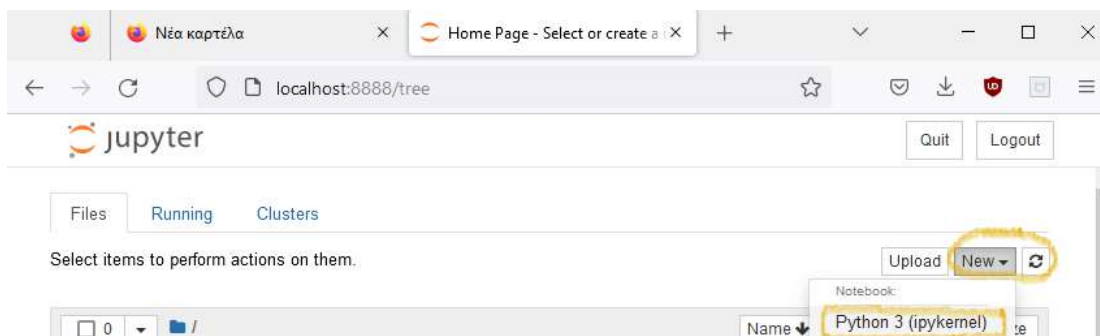 Νέα καρτέλα
Home Page - Select or create a
localhost:8888/tree
jupyter
Quit Logout
Files Running Clusters
Select items to perform actions on them.
Upload New
Notebook:
0 / Name
Python 3 (ipykernel)